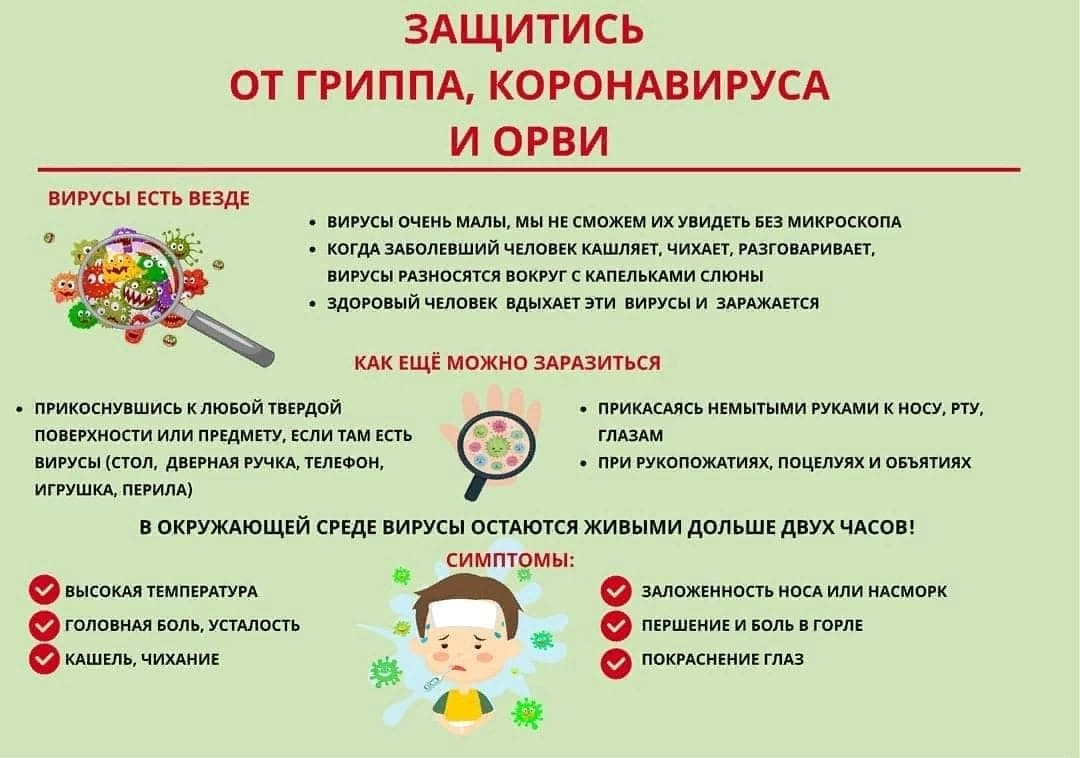 ЗАЩИТИСЬ
ОТ ГРИППА, КОРОНАВИРУСА
И ОРВИ
ВИРУСЫ ЕСТЬ ВЕЗДЕ
• ВИРУСЫ ОЧЕНЬ МАЛЫ, МЫ НЕ СМОЖЕМ ИХ УВИДЕТЬ БЕЗ МИКРОСКОПА
• КОГДА ЗАБОЛЕВШИЙ ЧЕЛОВЕК КАШЛЯЕТ, ЧИХАЕТ, РАЗГОВАРИВАЕТ,
ВИРУСЫ РАЗНОСЯТСЯ ВОКРУГ С КАПЕЛЬКАМИ СЛЮНЫ
• ЗДОРОВЫЙ ЧЕЛОВЕК ВДЫХАЕТ ЭТИ ВИРУСЫ И ЗАРАЖАЕТСЯ
КАК ЕЩЁ МОЖНО ЗАРАЗИТЬСЯ
• ПРИКОСНУВШИСЬ К ЛЮБОЙ ТВЕРДОЙ
ПОВЕРХНОСТИ ИЛИ ПРЕДМЕТУ, ЕСЛИ ТАМ ЕСТЬ
ВИРУСЫ (СТОЛ, ДВЕРНАЯ РУЧКА, ТЕЛЕФОН,
ИГРУШКА, ПЕРИЛА)
• ПРИКАСАЯСЬ НЕМЫТЫМИ РУКАМИ К НОСУ, РТУ,
ГЛАЗАМ
• ПРИ РУКОПОЖАТИЯХ, ПОЦЕЛУЯХ И ОБЪЯТИЯХ
В ОКРУЖАЮЩЕЙ СРЕДЕ ВИРУСЫ ОСТАЮТСЯ ЖИВЫМИ ДОЛЬШЕ ДВУХ ЧАСОВ!
СИМПТОМЫ:
ВЫСОКАЯ ТЕМПЕРАТУРА
ГОЛОВНАЯ БОЛЬ, УСТАЛОСТЬ
КАШЕЛЬ, ЧИХАНИЕ
ЗАЛОЖЕННОСТЬ НОСА ИЛИ НАСМОРК
ПЕРШЕНИЕ И БОЛЬ В ГОРЛЕ
ПОКРАСНЕНИЕ ГЛАЗ